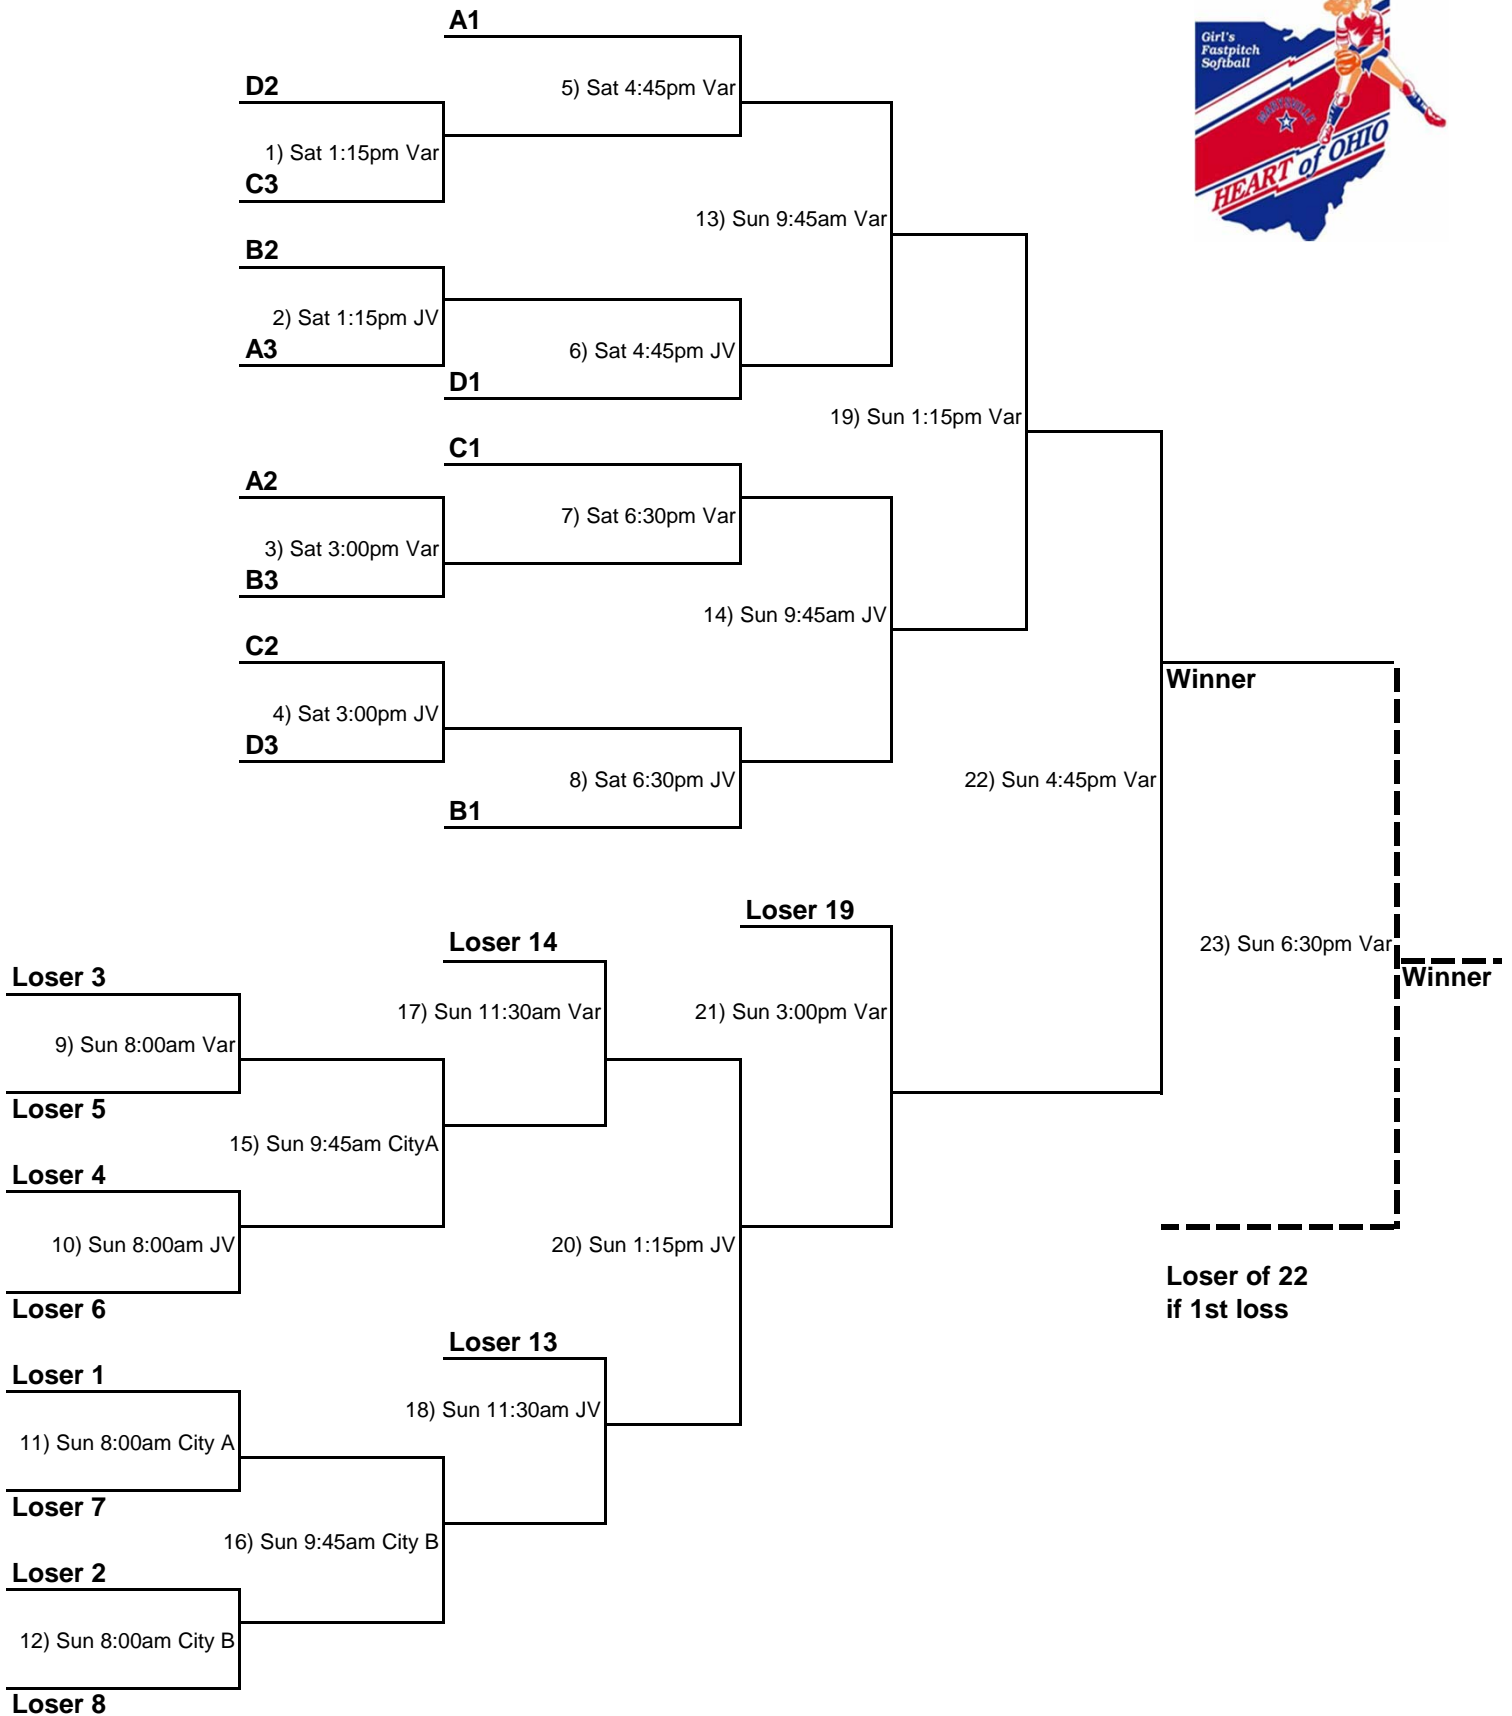 A1
Girl's
Fastpitch
Softball
MARYSVILLE
HEART of OHIO
D2
5) Sat 4:45pm Var
1) Sat 1:15pm Var
C3
13) Sun 9:45am Var
B2
2) Sat 1:15pm JV
A3
6) Sat 4:45pm JV
D1
19) Sun 1:15pm Var
C1
A2
7) Sat 6:30pm Var
3) Sat 3:00pm Var
B3
14) Sun 9:45am JV
C2
Winner
4) Sat 3:00pm JV
D3
8) Sat 6:30pm JV
22) Sun 4:45pm Var
B1
Loser 19
Loser 14
23) Sun 6:30pm Var
Loser 3
Winner
17) Sun 11:30am Var
21) Sun 3:00pm Var
9) Sun 8:00am Var
Loser 5
15) Sun 9:45am CityA
Loser 4
10) Sun 8:00am JV
20) Sun 1:15pm JV
Loser of 22
if 1st loss
Loser 6
Loser 13
Loser 1
18) Sun 11:30am JV
11) Sun 8:00am City A
Loser 7
16) Sun 9:45am City B
Loser 2
12) Sun 8:00am City B
Loser 8